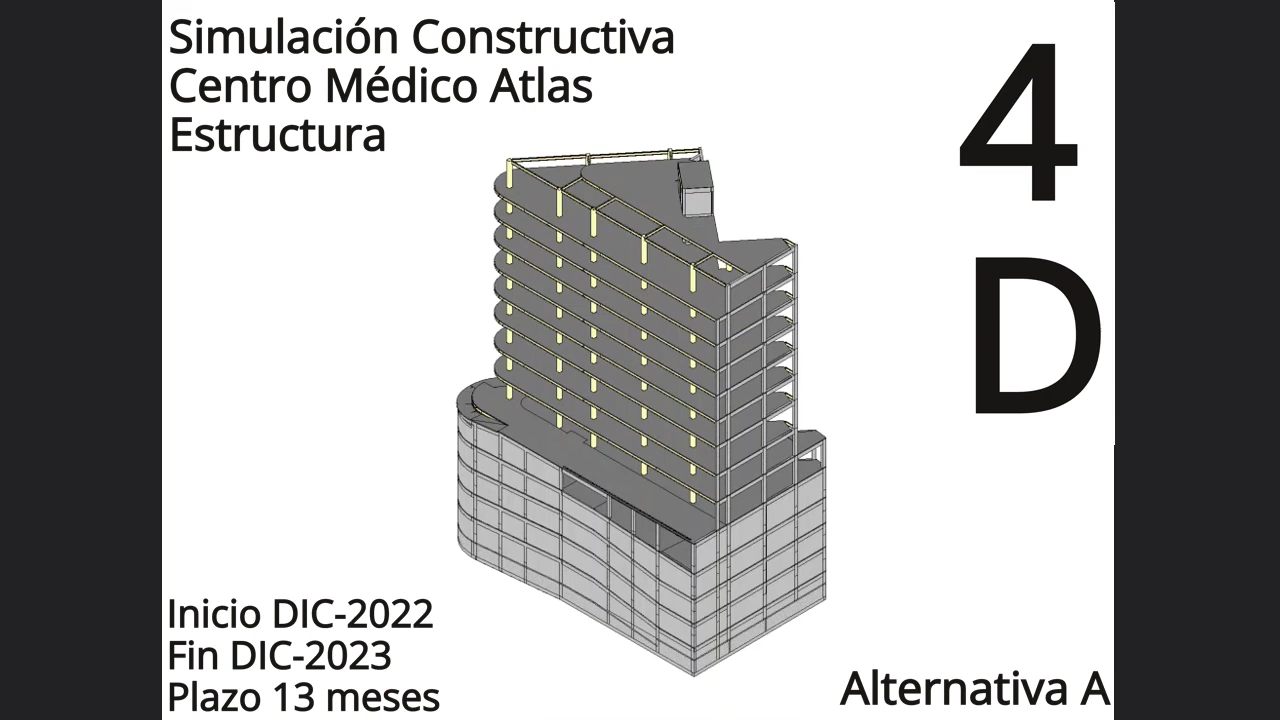 Simulación Constructiva
Centro Médico Atlas
Estructura
4
D
Inicio DIC-2022
Fin DIC-2023
Plazo 13 meses
Alternativa A